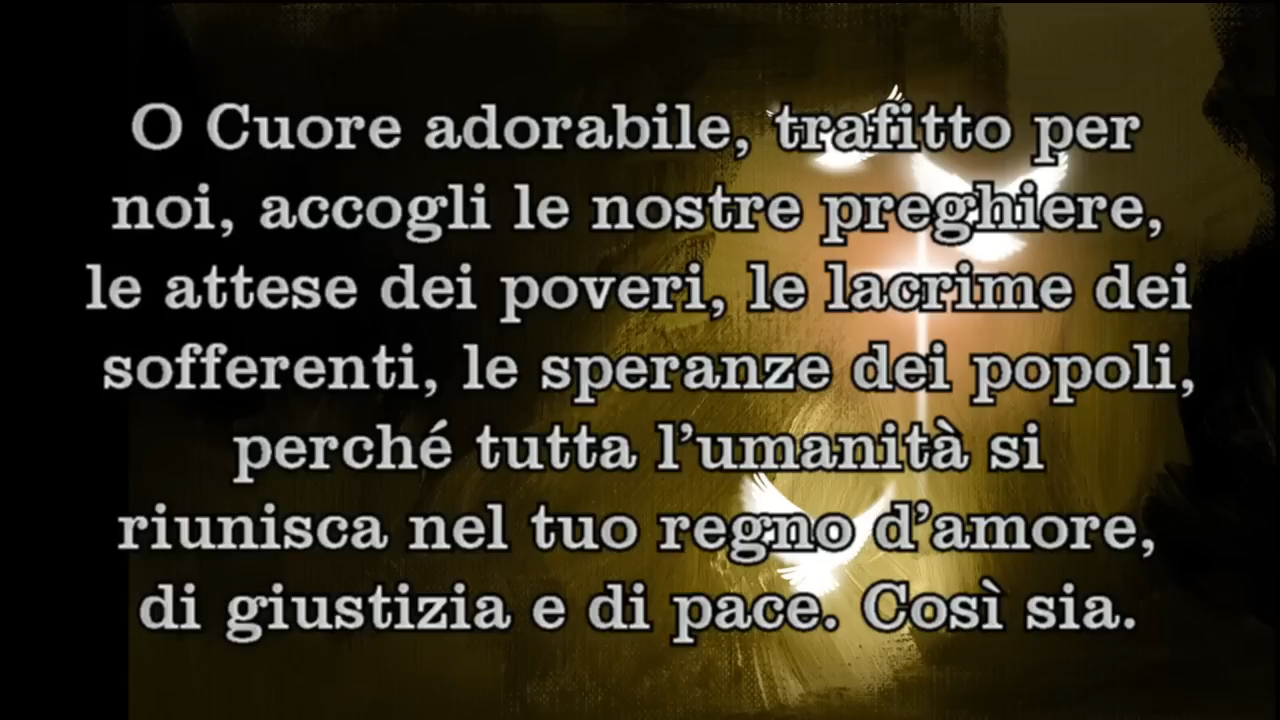 O Cuore adorabile, trafitto per
noi, accogli le nostre preghiere,
le attese dei poveri, le lacrime dei
sofferenti, le speranze dei popoli,
perché tutta l’umanità si
riunisca nel tuo regno d’amore,
di giustizia e di pace. Così sia.